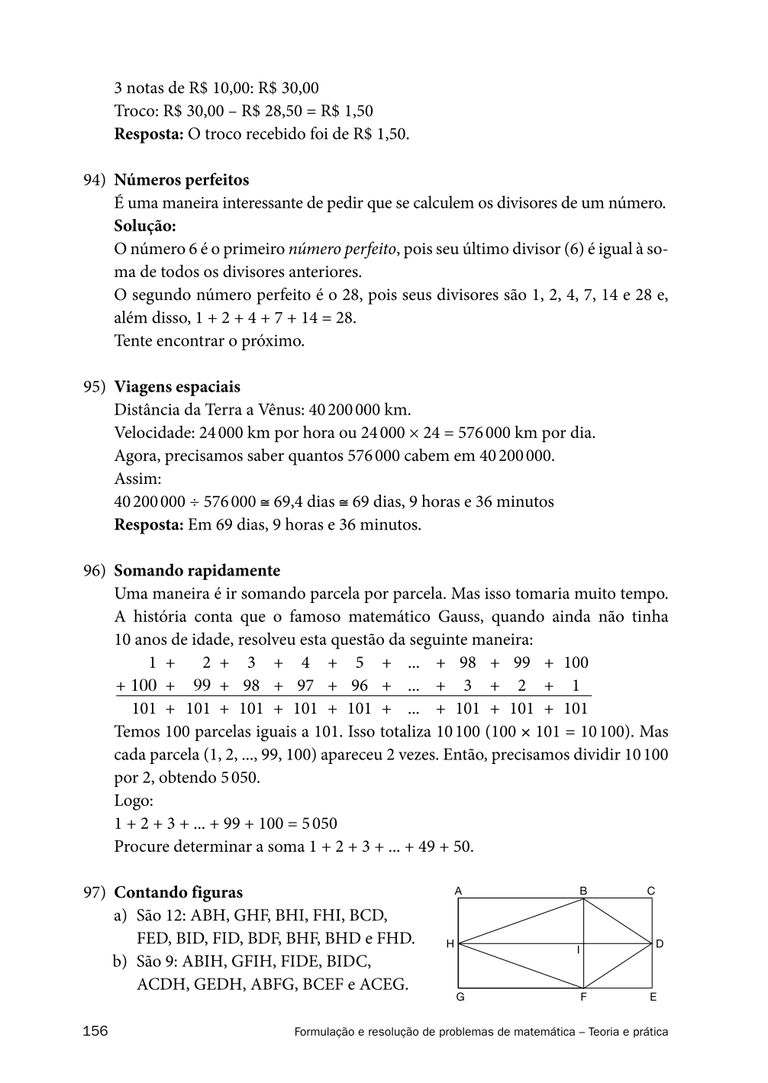 3 notas de R$ 10,00: R$ 30,00
Troco: R$ 30,00 – R$ 28,50 = R$ 1,50
Resposta: O troco recebido foi de R$ 1,50.
94) Números perfeitos
É uma maneira interessante de pedir que se calculem os divisores de um número.
Solução:
O número 6 é o primeiro número perfeito, pois seu último divisor (6) é igual à so-
ma de todos os divisores anteriores.
O segundo número perfeito é o 28, pois seus divisores são 1, 2, 4, 7, 14 e 28 e,
além disso, 1 + 2 + 4 + 7 + 14 = 28.
Tente encontrar o próximo.
95) Viagens espaciais
Distância da Terra a Vênus: 40 200 000 km.
Velocidade: 24 000 km por hora ou 24 000 × 24 = 576 000 km por dia.
Agora, precisamos saber quantos 576 000 cabem em 40 200 000.
Assim:
40 200 000 ÷ 576 000 ≅ 69,4 dias ≅ 69 dias, 9 horas e 36 minutos
Resposta: Em 69 dias, 9 horas e 36 minutos.
96) Somando rapidamente
Uma maneira é ir somando parcela por parcela. Mas isso tomaria muito tempo.
A história conta que o famoso matemático Gauss, quando ainda não tinha
10 anos de idade, resolveu esta questão da seguinte maneira:
1 + 2 + 3 + 4 + 5 + ... + 98 + 99 + 100
+ 100 + 99 + 98 + 97 + 96 + ... + 3 + 2 + 1
101 + 101 + 101 + 101 + 101 + ... + 101 + 101 + 101
Temos 100 parcelas iguais a 101. Isso totaliza 10 100 (100 × 101 = 10 100). Mas
cada parcela (1, 2, ..., 99, 100) apareceu 2 vezes. Então, precisamos dividir 10 100
por 2, obtendo 5 050.
Logo:
1 + 2 + 3 + ... + 99 + 100 = 5 050
Procure determinar a soma 1 + 2 + 3 + ... + 49 + 50.
97) Contando figuras
a) São 12: ABH, GHF, BHI, FHI, BCD,
FED, BID, FID, BDF, BHF, BHD e FHD.
b) São 9: ABIH, GFIH, FIDE, BIDC,
ACDH, GEDH, ABFG, BCEF e ACEG.
A B C
H I D
G F E
156 Formulação e resolução de problemas de matemática – Teoria e prática